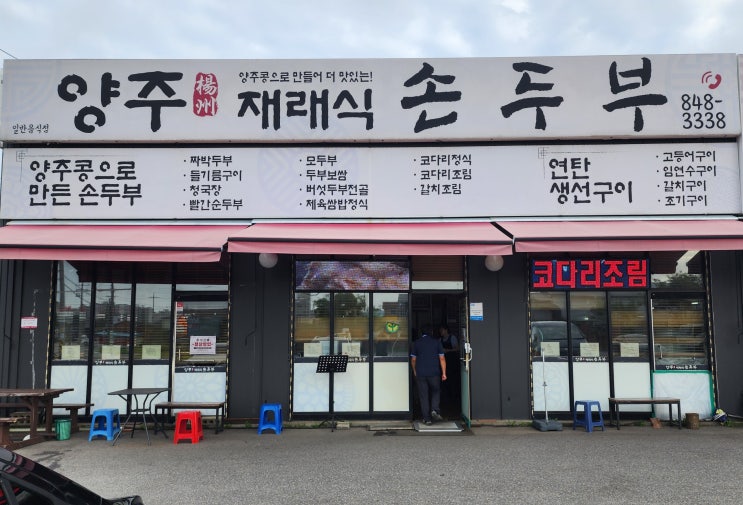 양주콩으로 만들어 더 맛있는!
양주 楊州 재래식 손두부
848-
3338
일반음식점
양주콩으로
만든 손두부
· 짜박두부
· 들기름구이
· 청국장
· 빨간순두부
· 모두부
· 두부보쌈
· 버섯두부전골
· 제육쌈밥정식
· 코다리정식
· 코다리조림
· 갈치조림
연탄
생선구이
· 고등어구이
· 임연수구이
· 갈치구이
· 조기구이
코다리조림